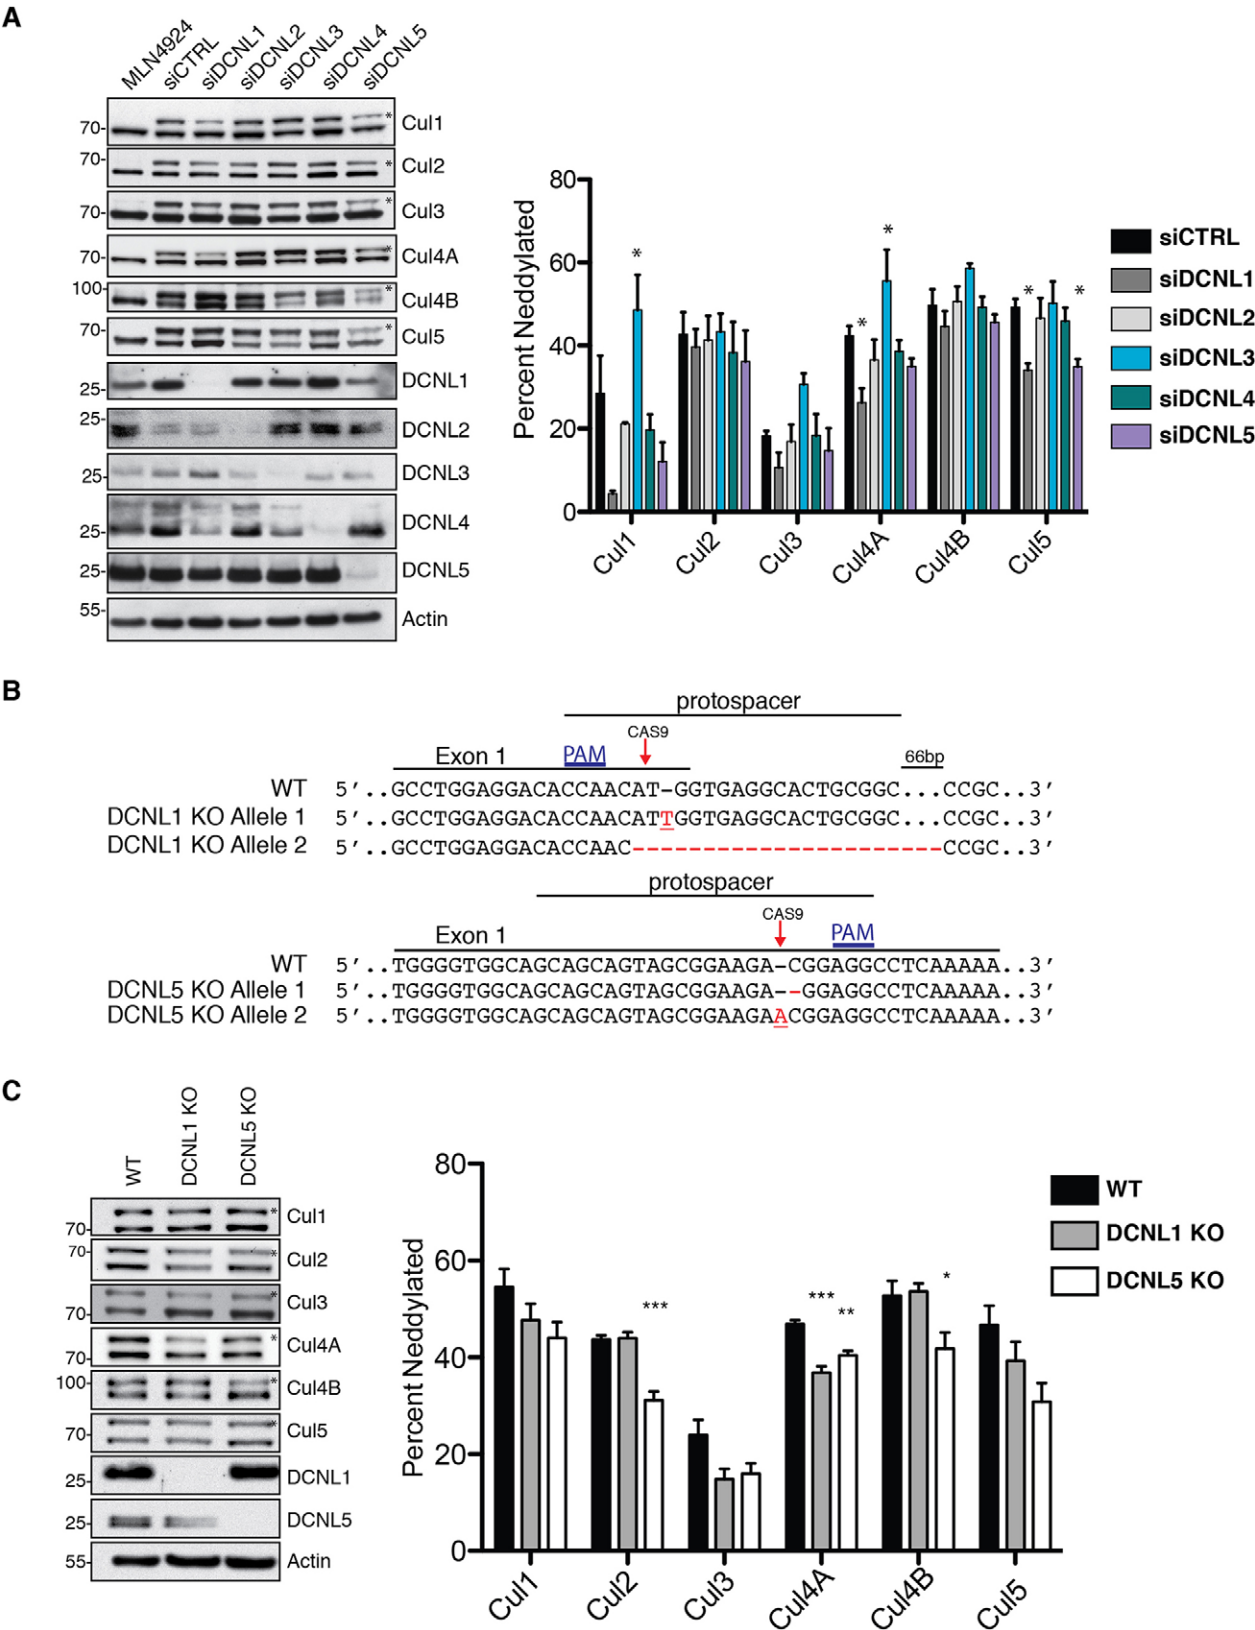 A
MLN4924 siCTRL siDCNL1 siDCNL2 siDCNL3 siDCNL4 siDCNL5
70- * Cul1
70- * Cul2
70- * Cul3
70- * Cul4A
100- * Cul4B
70- * Cul5
25- DCNL1
25- DCNL2
25- DCNL3
25- DCNL4
25- DCNL5
55- Actin
Percent Neddylated
80
60
40
20
0
* * * * *
Cul1 Cul2 Cul3 Cul4A Cul4B Cul5
siCTRL
siDCNL1
siDCNL2
siDCNL3
siDCNL4
siDCNL5
B
protospacer
CAS9
Exon 1 PAM 66bp
WT 5'..GCCTGGAGGACACCAACAT-GGTGAGGCACTGCGGC...CCGC..3'
DCNL1 KO Allele 1 5'..GCCTGGAGGACACCAACATTGGTGAGGCACTGCGGC...CCGC..3'
DCNL1 KO Allele 2 5'..GCCTGGAGGACACCAAC----------------------CCGC..3'
protospacer
CAS9
Exon 1 PAM
WT 5'..TGGGGTGGCAGCAGCAGTAGCGGAAGA-CGGAGGCCTCAAAAA..3'
DCNL5 KO Allele 1 5'..TGGGGTGGCAGCAGCAGTAGCGGAAGA--GGAGGCCTCAAAAA..3'
DCNL5 KO Allele 2 5'..TGGGGTGGCAGCAGCAGTAGCGGAAGAACGGAGGCCTCAAAAA..3'
C
WT DCNL1 KO DCNL5 KO
70- * Cul1
70- * Cul2
70- * Cul3
70- * Cul4A
100- * Cul4B
70- * Cul5
25- DCNL1
25- DCNL5
55- Actin
Percent Neddylated
80
60
40
20
0
*** *** ** *
Cul1 Cul2 Cul3 Cul4A Cul4B Cul5
WT
DCNL1 KO
DCNL5 KO